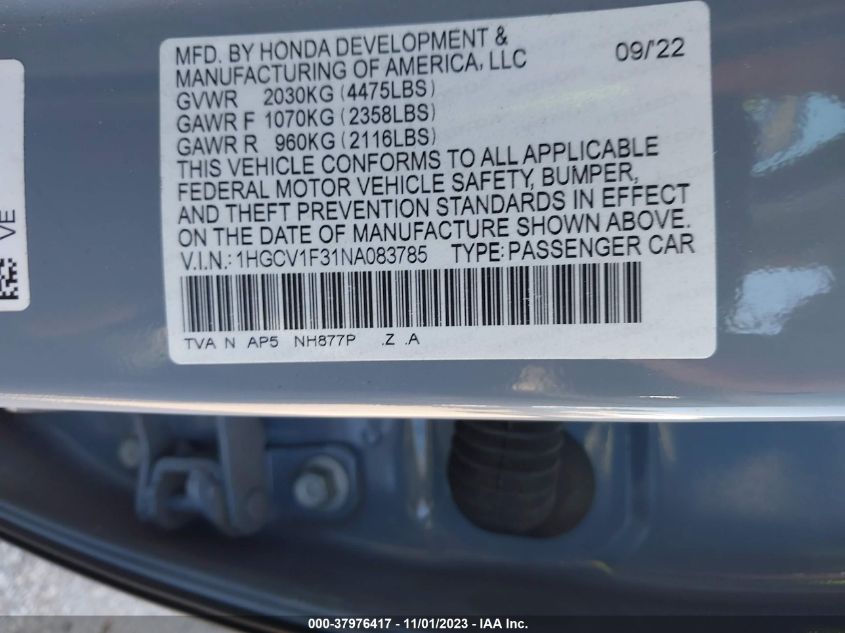 MFD. BY HONDA DEVELOPMENT &
MANUFACTURING OF AMERICA, LLC 09/'22
GVWR 2030KG (4475LBS)
GAWR F 1070KG (2358LBS)
GAWR R 960KG (2116LBS)
THIS VEHICLE CONFORMS TO ALL APPLICABLE
FEDERAL MOTOR VEHICLE SAFETY, BUMPER,
AND THEFT PREVENTION STANDARDS IN EFFECT
ON THE DATE OF MANUFACTURE SHOWN ABOVE.
V.I.N.: 1HGCV1F31NA083785 TYPE: PASSENGER CAR
TVA N AP5 NH877P .Z .A
VE
000-37976417 - 11/01/2023 - IAA Inc.